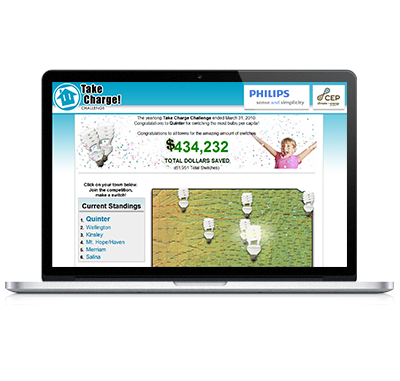 Take
Charge!
CHALLENGE
PHILIPS
sense and simplicity
CEP
The yearlong Take Charge Challenge ended March 31, 2010.
Congratulations to Quinter for switching the most bulbs per capita!
Congratulations to all towns for the amazing amount of switches
$434,232
TOTAL DOLLARS SAVED
Total Switches)
Click on your town below.
Join the competition,
make a switch!
Current Standings
1. Quinter
2. Wellington
3. Kinsley
4. Mt. Hope/Haven
5. Merriam
6. Salina